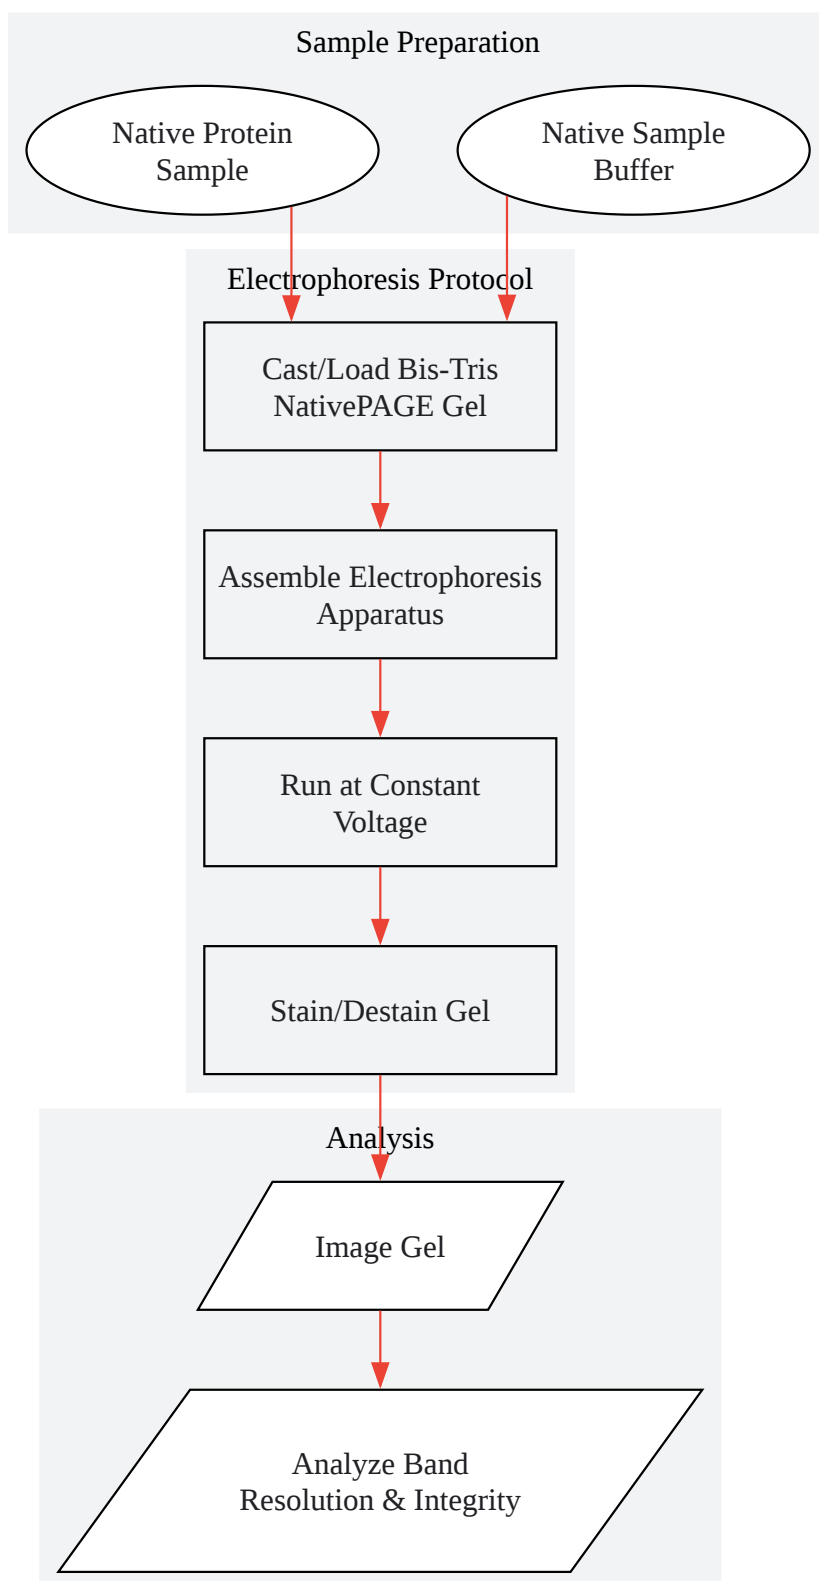 Sample Preparation
Native Protein
Sample
Native Sample
Buffer
Electrophoresis Protocol
Cast/Load Bis-Tris
NativePAGE Gel
Assemble Electrophoresis
Apparatus
Run at Constant
Voltage
Stain/Destain Gel
Analysis
Image Gel
Analyze Band
Resolution & Integrity